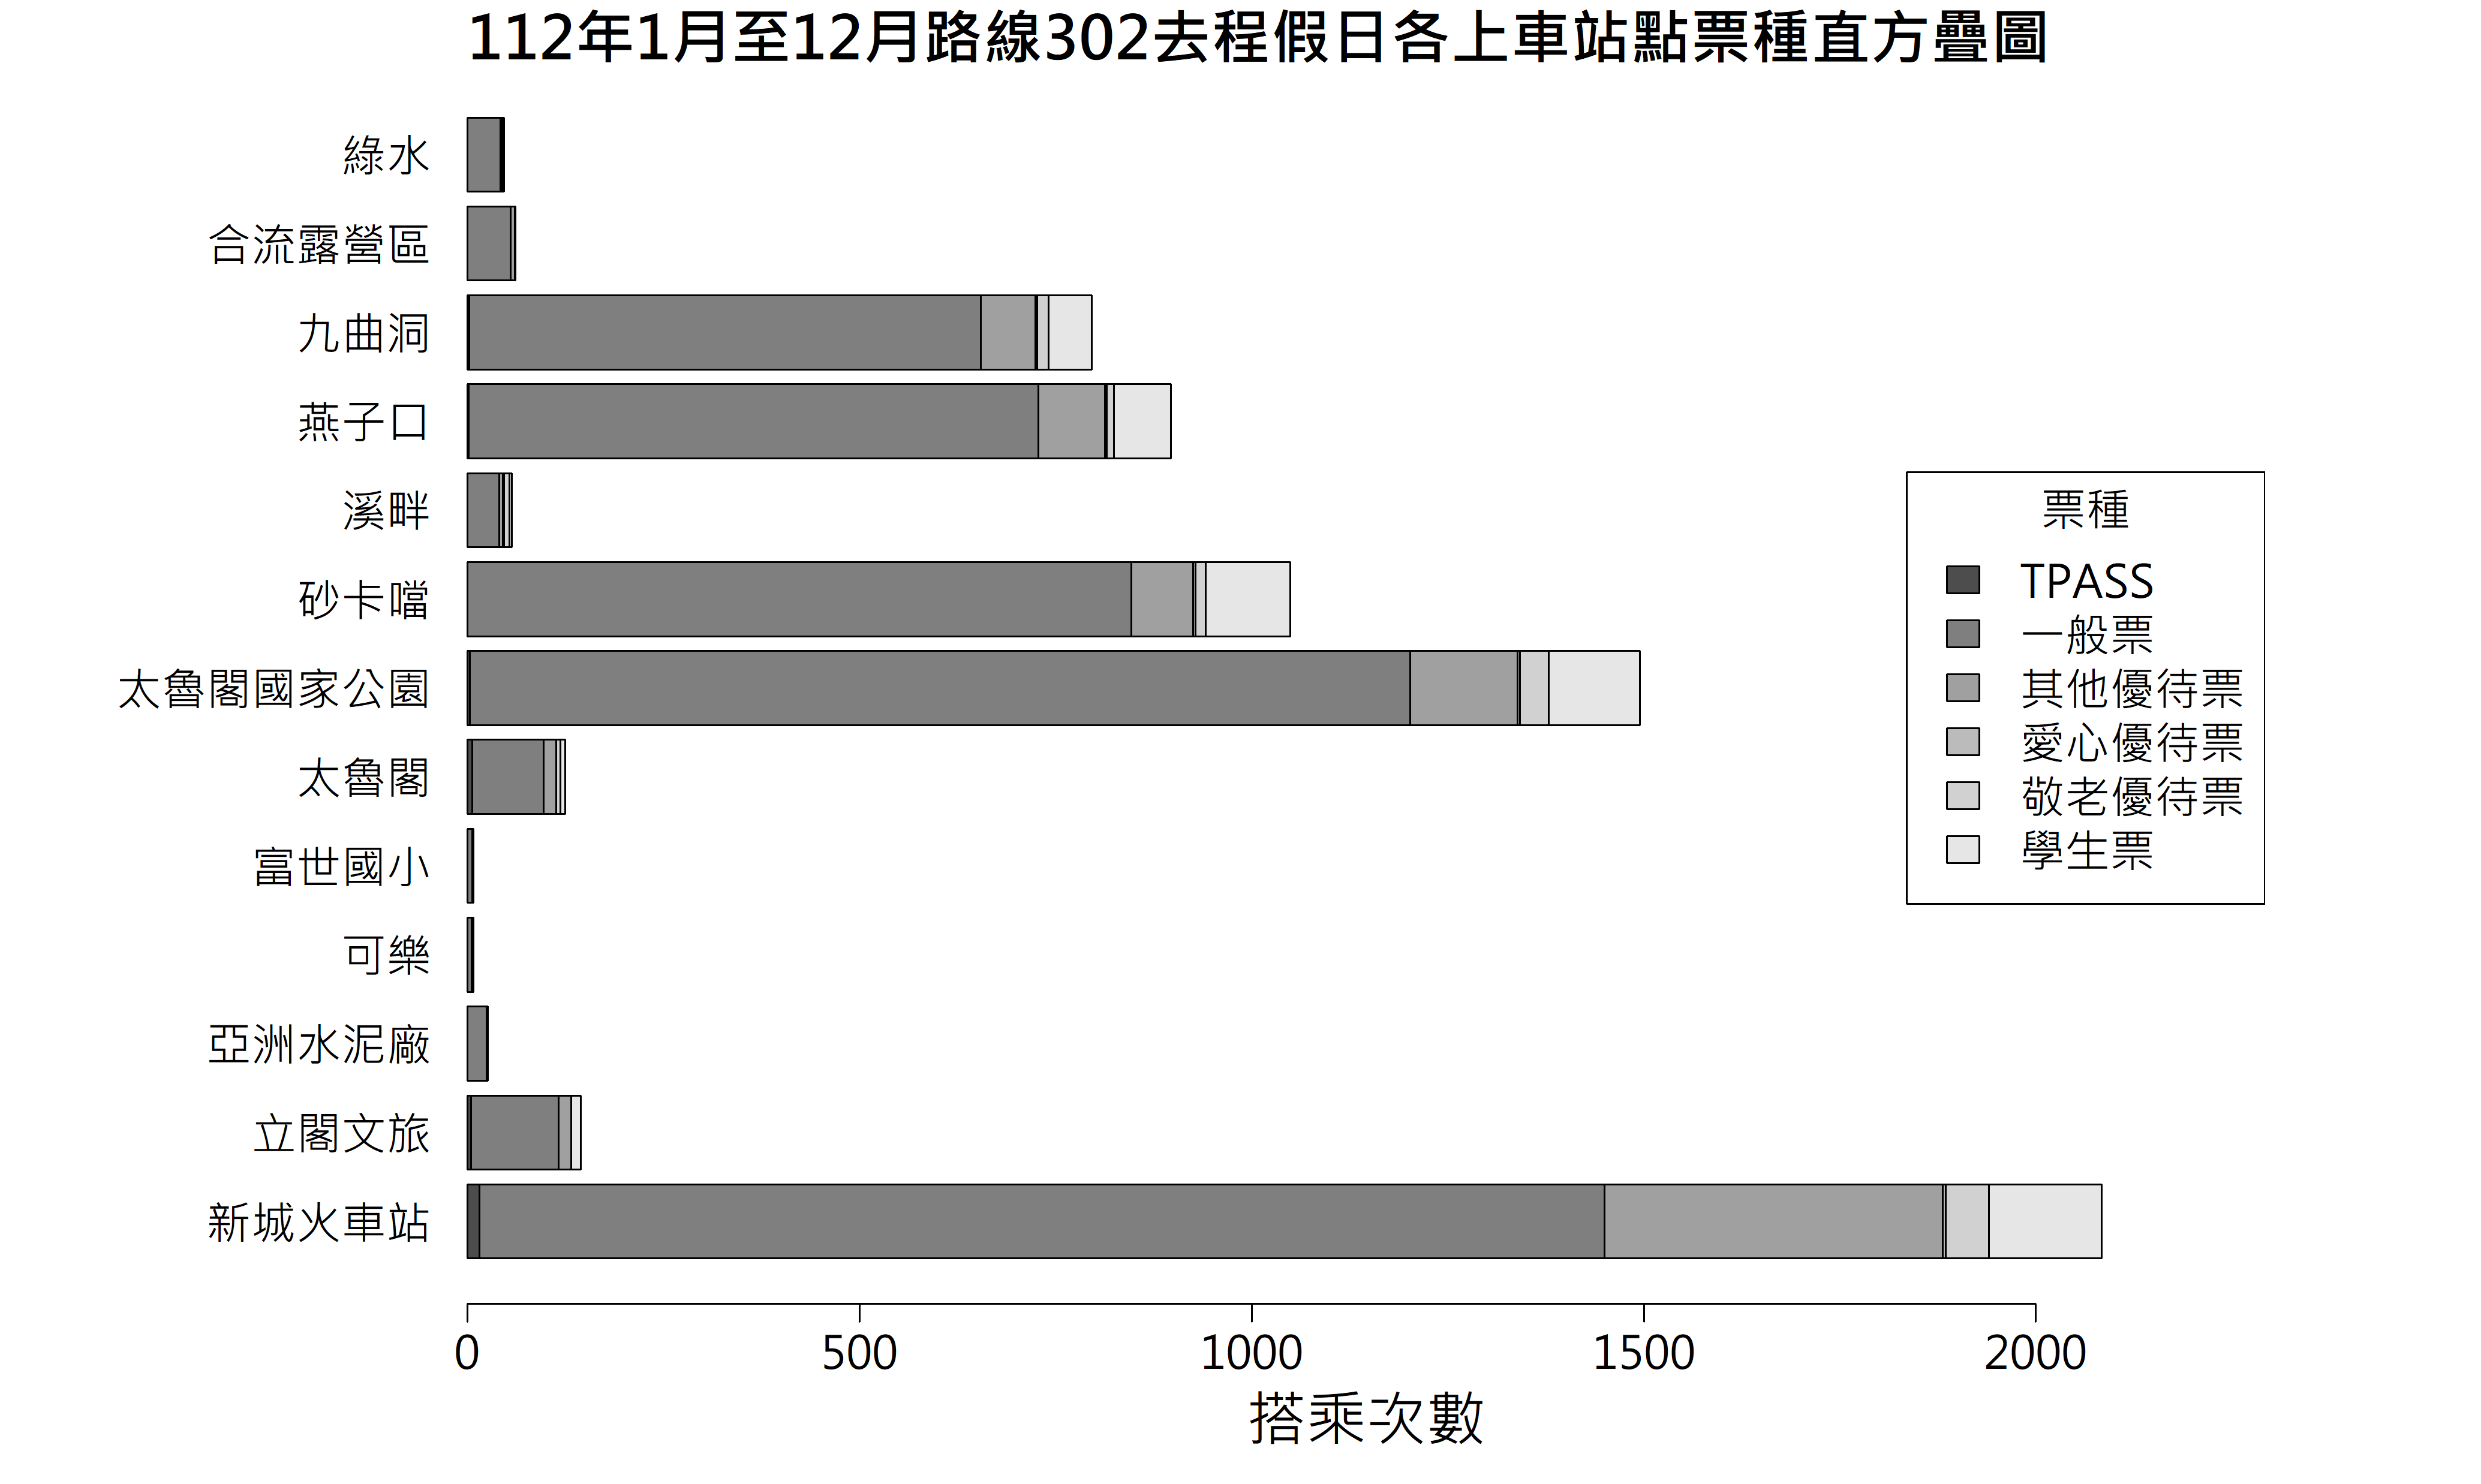 112年1月至12月路線302去程假日各上車站點票種直方疊圖
綠水
合流露營區
九曲洞
燕子口
溪畔
砂卡噹
太魯閣國家公園
太魯閣
富世國小
可樂
亞洲水泥廠
立閣文旅
新城火車站
票種
TPASS
一般票
其他優待票
愛心優待票
敬老優待票
學生票
0 500 1000 1500 2000
搭乘次數